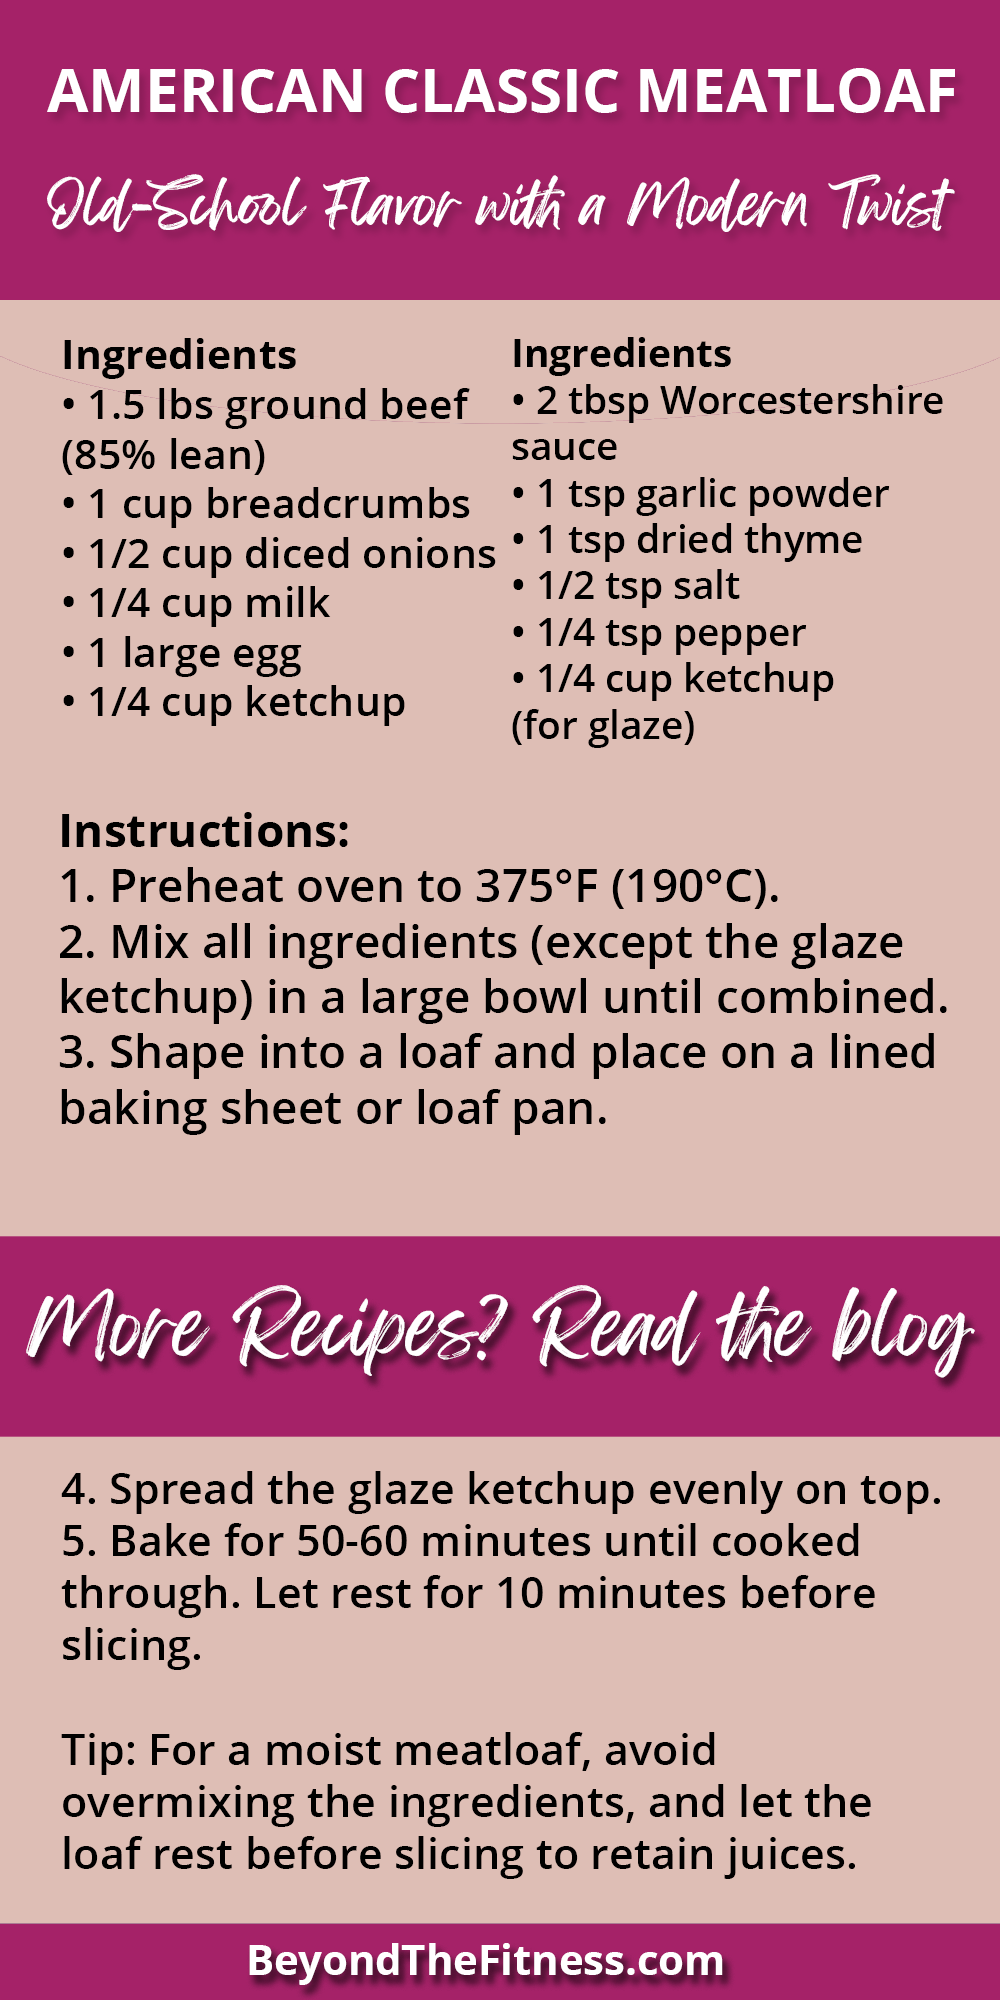 AMERICAN CLASSIC MEATLOAF
Old-School Flavor with a Modern Twist
Ingredients
• 1.5 lbs ground beef
(85% lean)
• 1 cup breadcrumbs
• 1/2 cup diced onions
• 1/4 cup milk
• 1 large egg
• 1/4 cup ketchup
Ingredients
• 2 tbsp Worcestershire
sauce
• 1 tsp garlic powder
• 1 tsp dried thyme
• 1/2 tsp salt
• 1/4 tsp pepper
• 1/4 cup ketchup
(for glaze)
Instructions:
1. Preheat oven to 375°F (190°C).
2. Mix all ingredients (except the glaze
ketchup) in a large bowl until combined.
3. Shape into a loaf and place on a lined
baking sheet or loaf pan.
More Recipes? Read the blog
4. Spread the glaze ketchup evenly on top.
5. Bake for 50-60 minutes until cooked
through. Let rest for 10 minutes before
slicing.
Tip: For a moist meatloaf, avoid
overmixing the ingredients, and let the
loaf rest before slicing to retain juices.
BeyondTheFitness.com